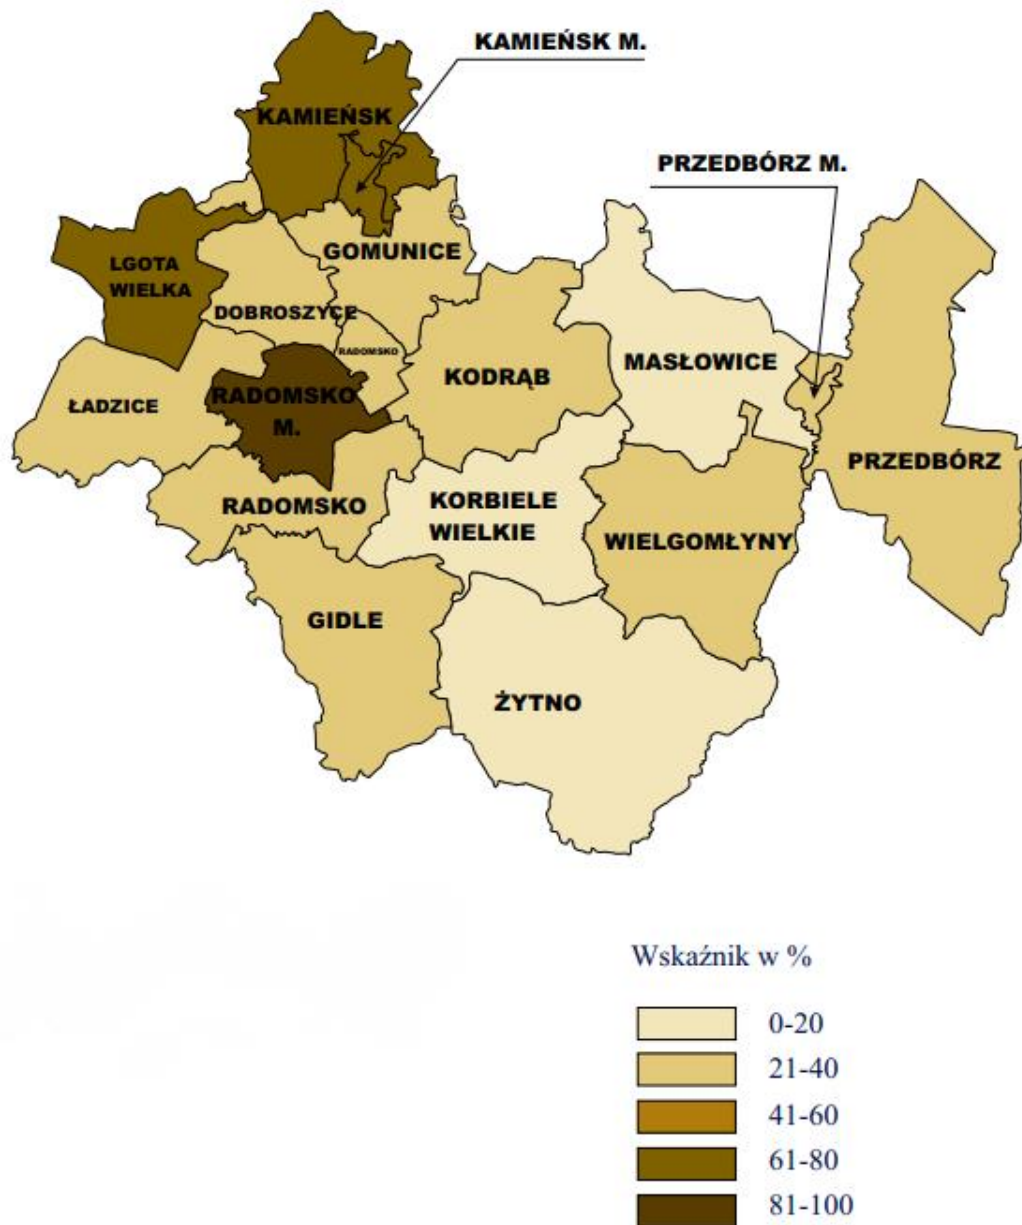 KAMIEŃSK M.
KAMIEŃSK
PRZEDBÓRZ M.
GOMUNICE
LGOTA
WIELKA
DOBROSZYCE
RADOMSKO
MASŁOWICE
KODRĄB
RADOMSKO
M.
ŁADZICE
PRZEDBÓRZ
KORBIELE
WIELKIE
RADOMSKO
WIELGOMŁYNY
GIDLE
ŻYTNO
Wskaźnik w %
0-20
21-40
41-60
61-80
81-100